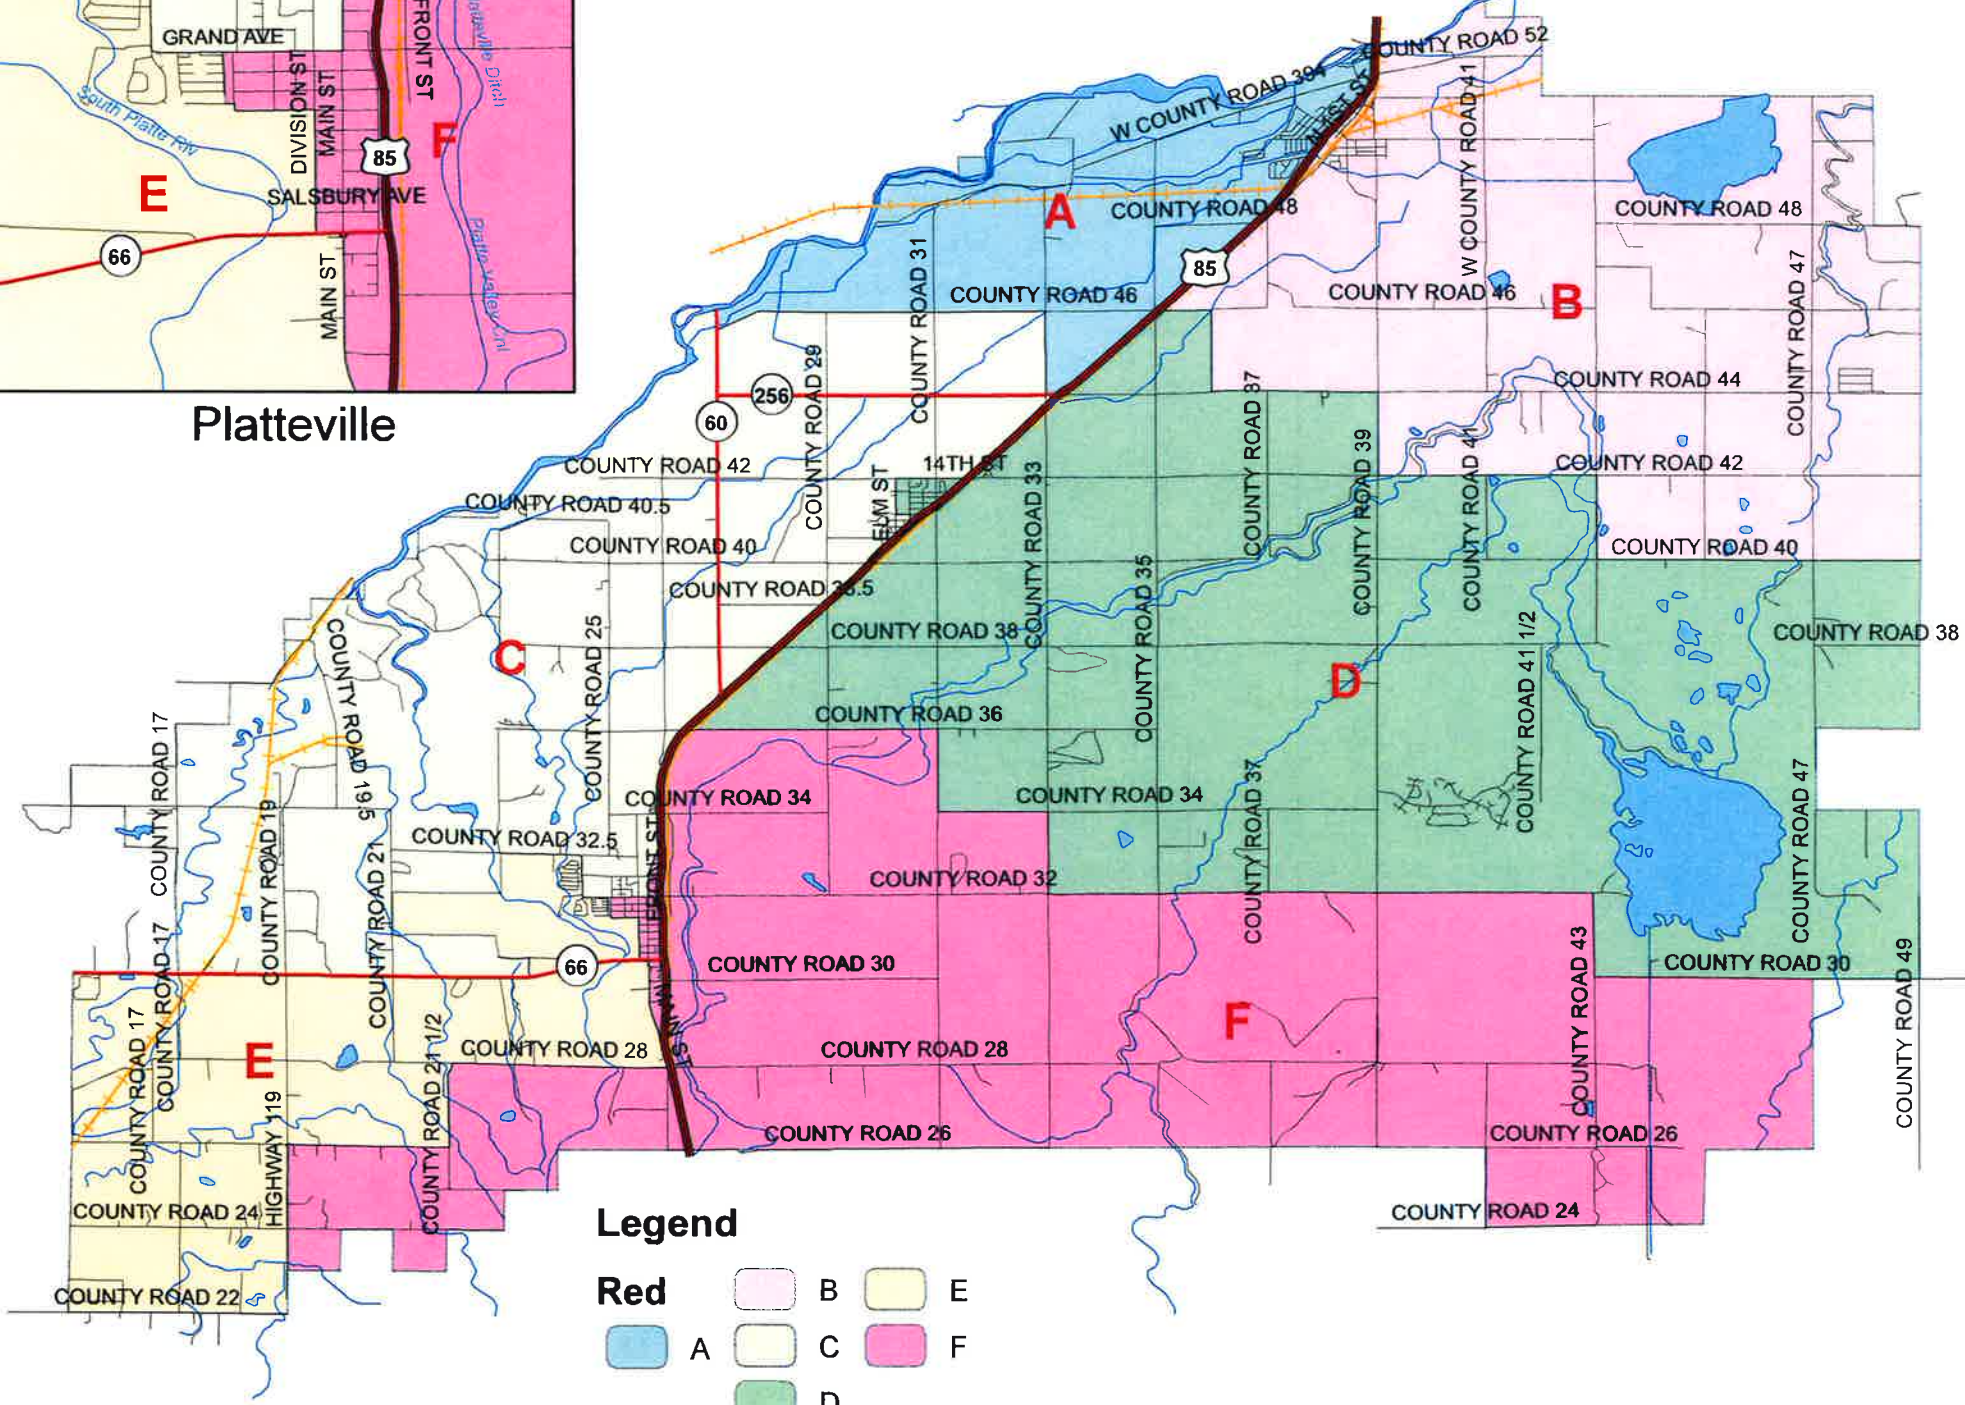 GRAND AVE
DIVISION ST
MAIN ST
FRONT ST
Platteville Ditch
South Platte Riv
85
F
E
SALSBURY AVE
66
MAIN ST
Platte Valley Cnl
Platteville
COUNTY ROAD 52
W COUNTY ROAD 394
N 1ST ST
W COUNTY ROAD 41
A
COUNTY ROAD 48
COUNTY ROAD 48
85
COUNTY ROAD 31
COUNTY ROAD 46
COUNTY ROAD 46
B
COUNTY ROAD 47
256
60
COUNTY ROAD 29
COUNTY ROAD 44
COUNTY ROAD 37
COUNTY ROAD 39
COUNTY ROAD 41
COUNTY ROAD 42
14TH ST
COUNTY ROAD 42
ELM ST
COUNTY ROAD 33
COUNTY ROAD 40.5
COUNTY ROAD 40
COUNTY ROAD 40
COUNTY ROAD 35
COUNTY ROAD 38
COUNTY ROAD 38
COUNTY ROAD 25
C
D
COUNTY ROAD 41 1/2
COUNTY ROAD 19.5
COUNTY ROAD 36
COUNTY ROAD 17
COUNTY ROAD 34
COUNTY ROAD 34
COUNTY ROAD 37
COUNTY ROAD 47
COUNTY ROAD 19
COUNTY ROAD 32.5
FRONT ST
COUNTY ROAD 21
COUNTY ROAD 32
COUNTY ROAD 17
66
COUNTY ROAD 30
COUNTY ROAD 30
COUNTY ROAD 43
COUNTY ROAD 49
MAIN ST
F
COUNTY ROAD 17
COUNTY ROAD 21 1/2
E
COUNTY ROAD 28
COUNTY ROAD 28
HIGHWAY 119
COUNTY ROAD 26
COUNTY ROAD 26
COUNTY ROAD 24
COUNTY ROAD 24
COUNTY ROAD 22
Legend
Red
B
E
A
C
F
D